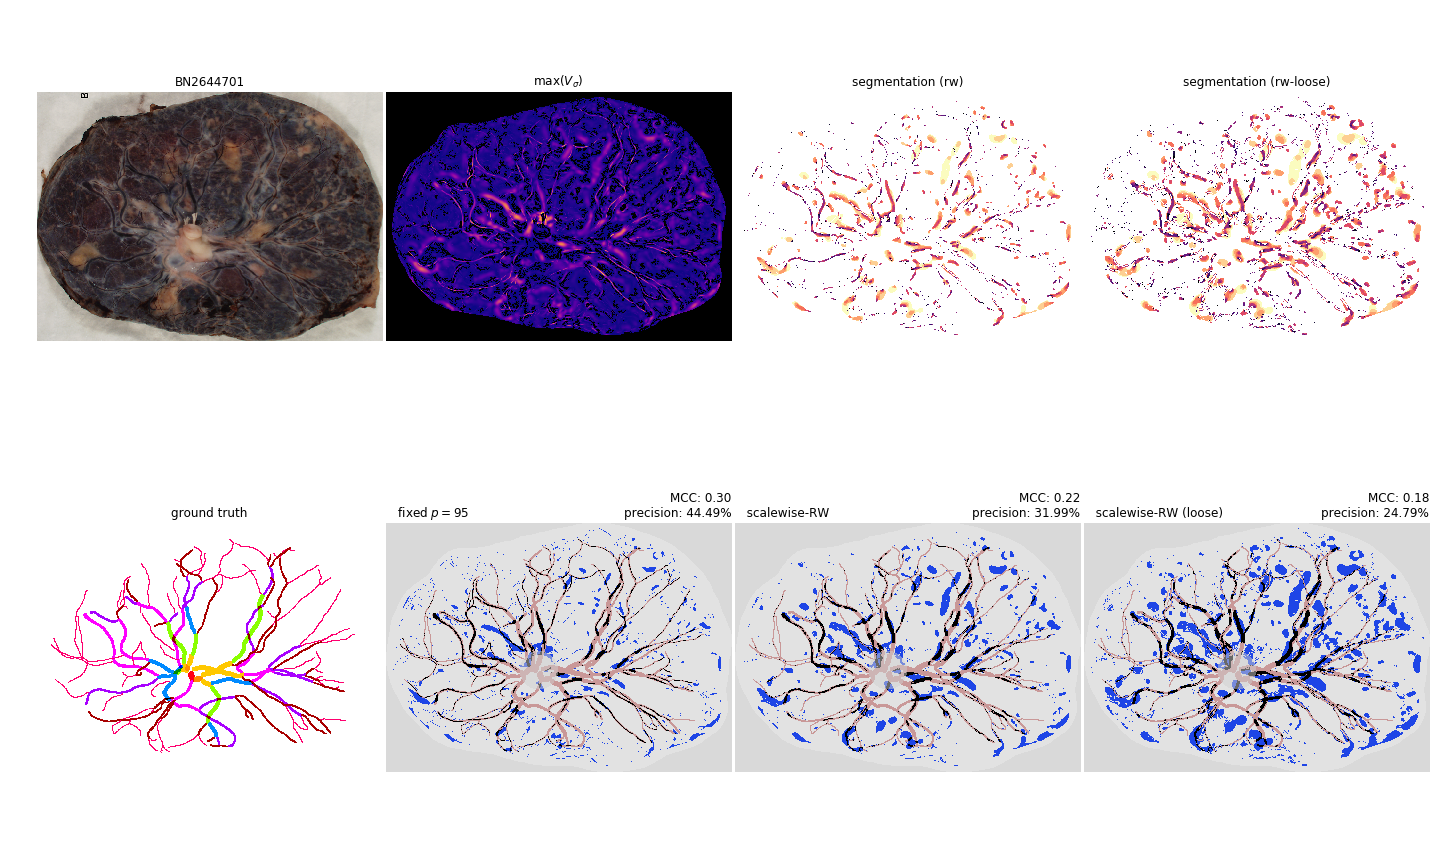 BN2644701
max(V_σ)
segmentation (rw)
segmentation (rw-loose)
ground truth
fixed p = 95
MCC: 0.30
precision: 44.49%
scalewise-RW
MCC: 0.22
precision: 31.99%
scalewise-RW (loose)
MCC: 0.18
precision: 24.79%